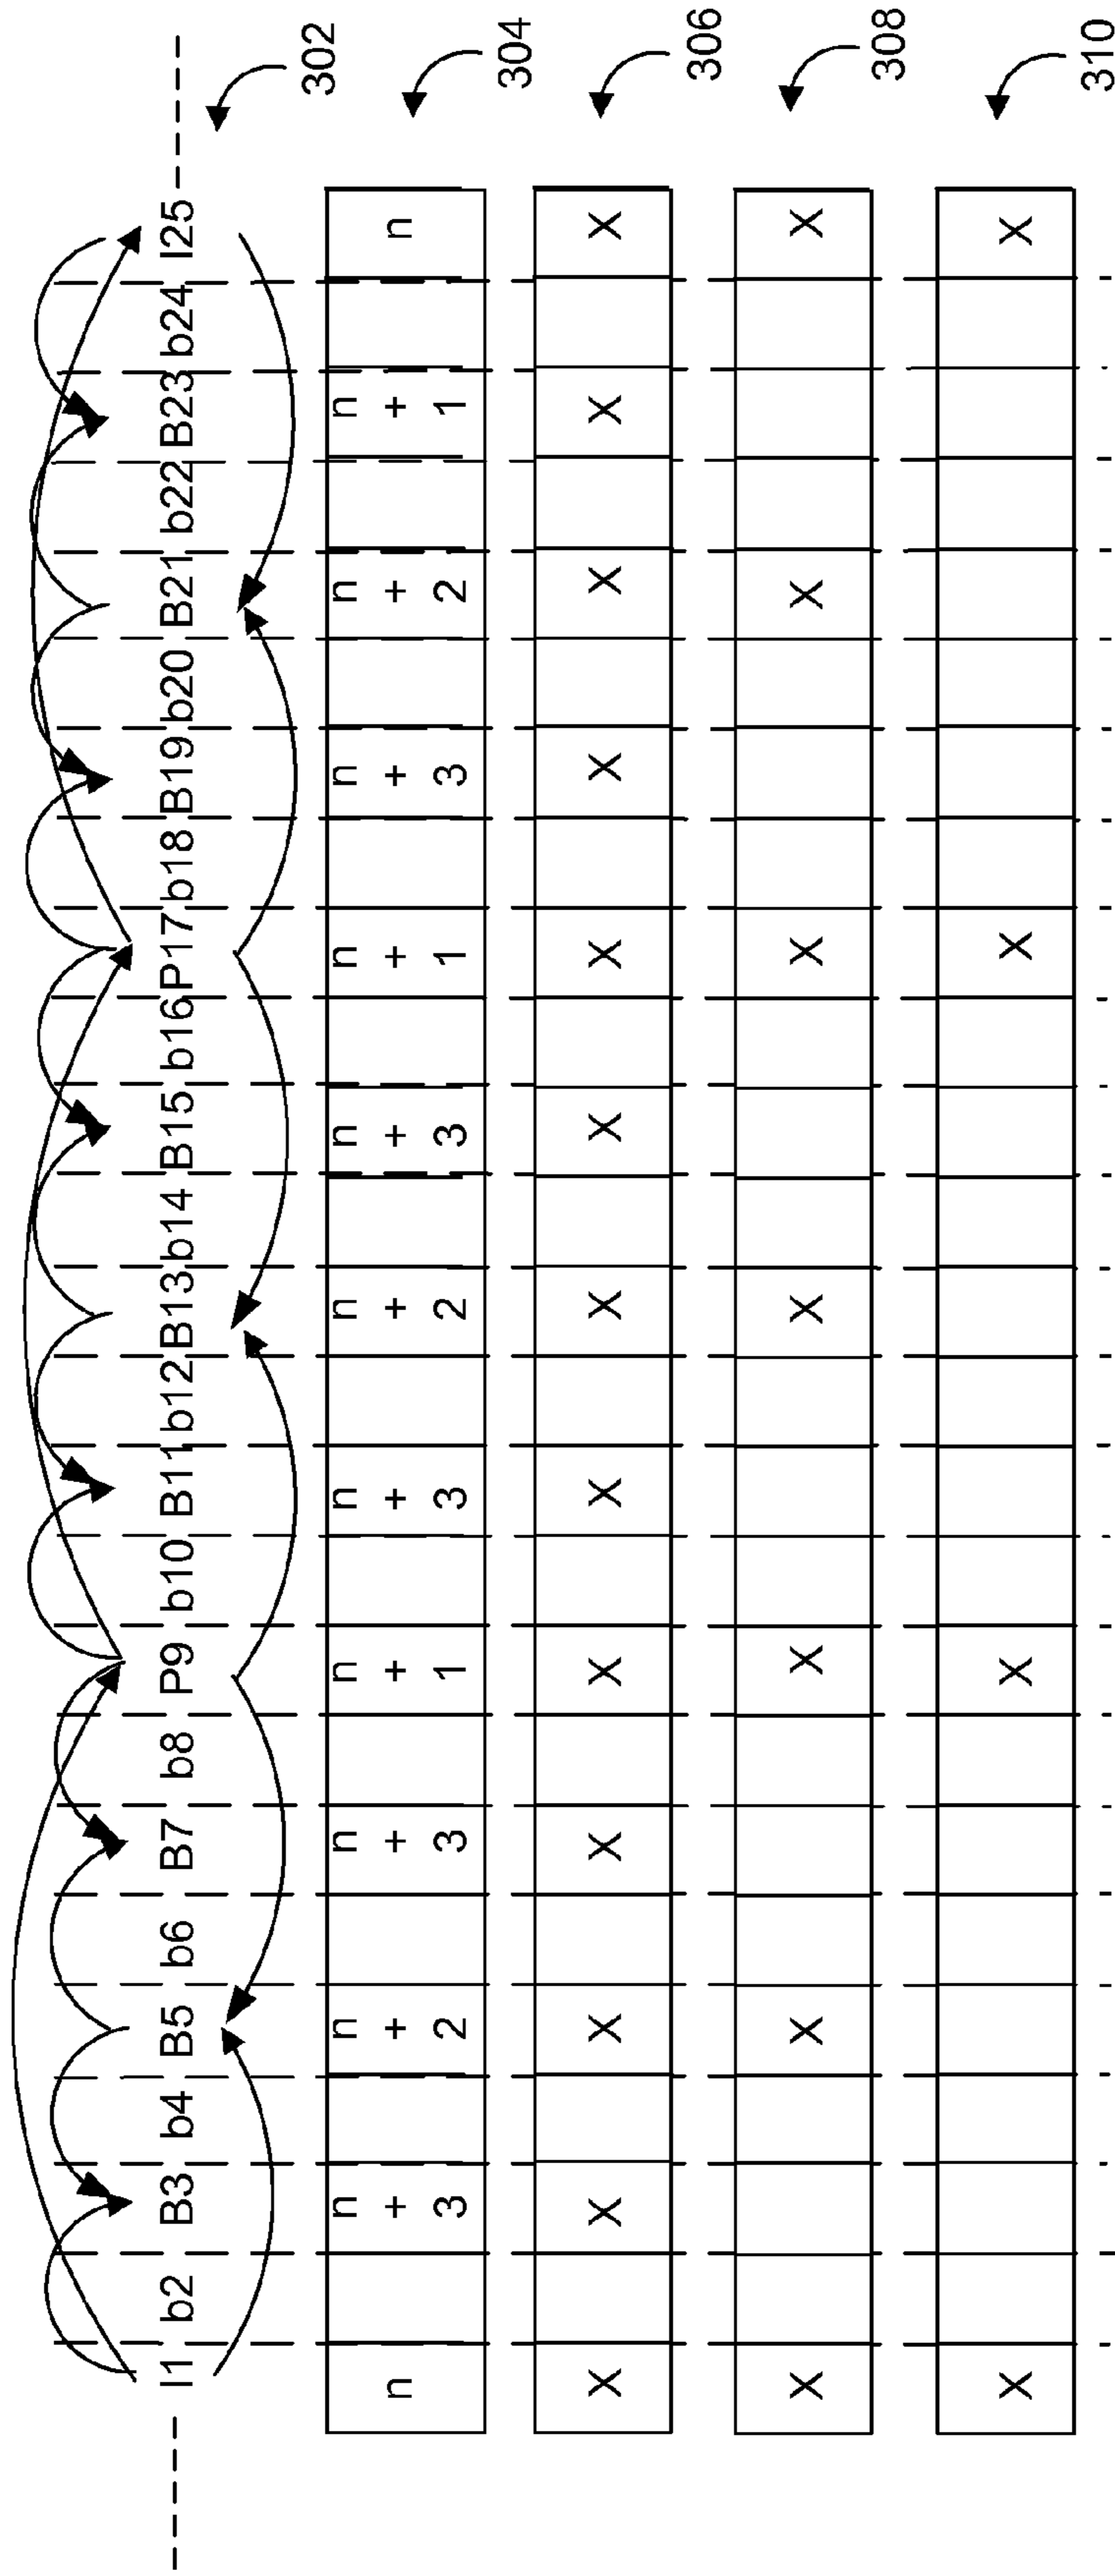 I1 b2 B3 b4 B5 b6 B7 b8 P9 b10 B11 b12 B13 b14 B15 b16 P17 b18 B19 b20 B21 b22 B23 b24 I25
302
n n+3 n+2 n+3 n+1 n+3 n+2 n+3 n+1 n+3 n+2 n+1 n
304
X X X X X X X X X X X X X
306
X X X X X X X
308
X X X X
310